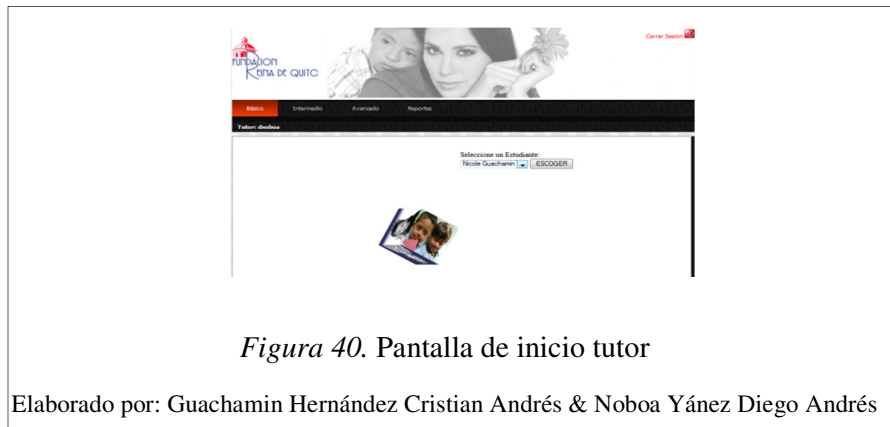 Cerrar Sesión
FUNDACION
REINA DE QUITO
Básico Intermedio Avanzado Reportes
Tutor: dnoboa
Seleccione un Estudiante:
Nicole Guachamin ESCOGER
Figura 40. Pantalla de inicio tutor
Elaborado por: Guachamin Hernández Cristian Andrés & Noboa Yánez Diego Andrés